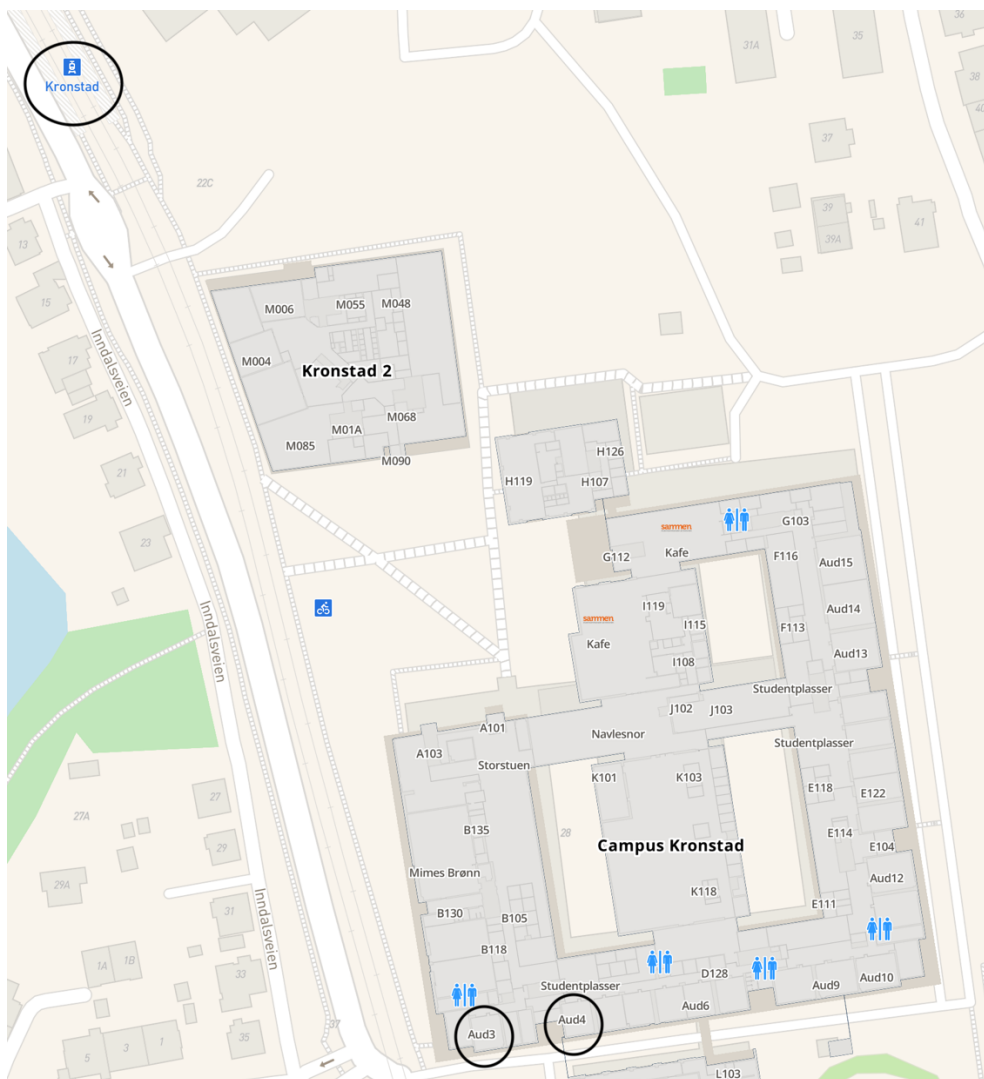 36
31A
35
Kronstad
38
40
37
22C
39
41
39A
13
15
M006
M055
M048
Inndalsveien
17
M004
Kronstad 2
19
M068
M01A
M085
M090
H126
21
H119
H107
sammen
G103
23
G112
Kafe
F116
Aud15
I119
Aud14
sammen
I115
F113
Kafe
Inndalsveien
I108
Aud13
Studentplasser
J102
J103
A101
Navlesnor
A103
Studentplasser
Storstuen
K101
K103
27
E118
E122
27A
28
B135
E114
29
Campus Kronstad
E104
Mimes Brønn
29A
K118
Aud12
B130
B105
E111
31
Inndalsveien
B118
1A
1B
33
D128
Aud10
Studentplasser
Aud9
Aud6
37
Aud3
Aud4
5
3
1
35
L103